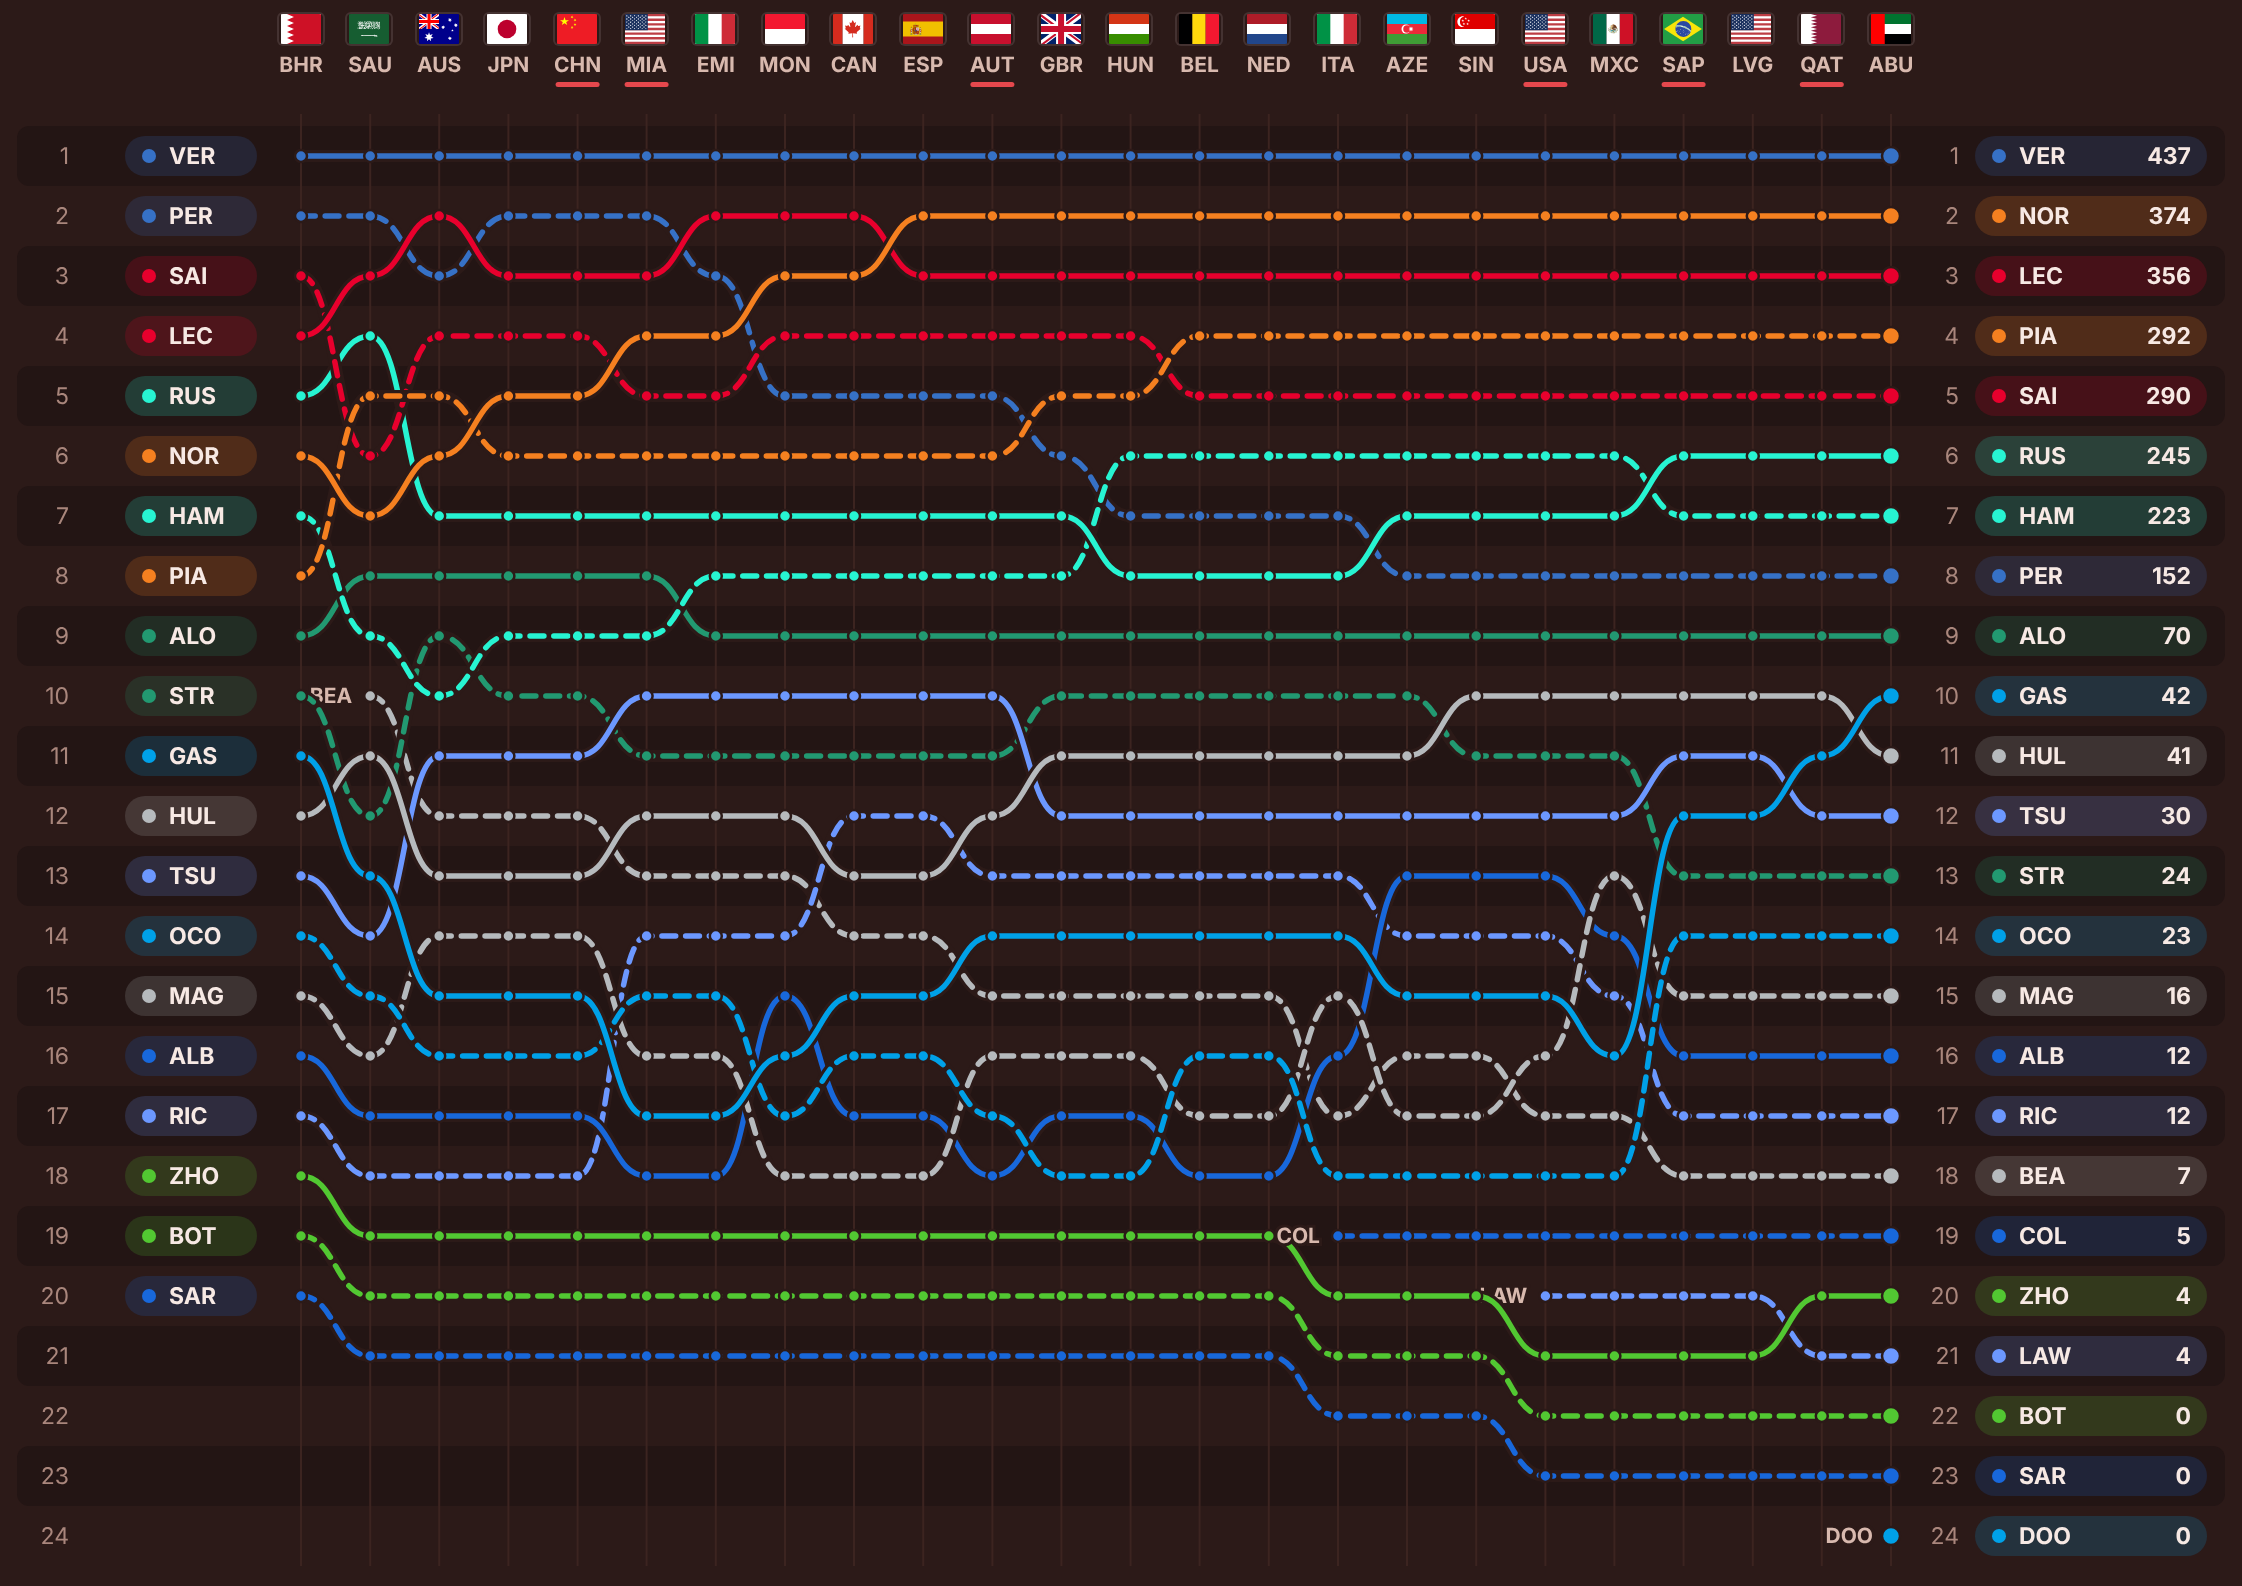 BHR SAU AUS JPN CHN MIA EMI MON CAN ESP AUT GBR HUN BEL NED ITA AZE SIN USA MXC SAP LVG QAT ABU
1 VER 1 VER 437
2 PER 2 NOR 374
3 SAI 3 LEC 356
4 LEC 4 PIA 292
5 RUS 5 SAI 290
6 NOR 6 RUS 245
7 HAM 7 HAM 223
8 PIA 8 PER 152
9 ALO 9 ALO 70
10 STR BEA 10 GAS 42
11 GAS 11 HUL 41
12 HUL 12 TSU 30
13 TSU 13 STR 24
14 OCO 14 OCO 23
15 MAG 15 MAG 16
16 ALB 16 ALB 12
17 RIC 17 RIC 12
18 ZHO 18 BEA 7
19 BOT COL 19 COL 5
20 SAR LAW 20 ZHO 4
21 21 LAW 4
22 22 BOT 0
23 23 SAR 0
24 DOO 24 DOO 0